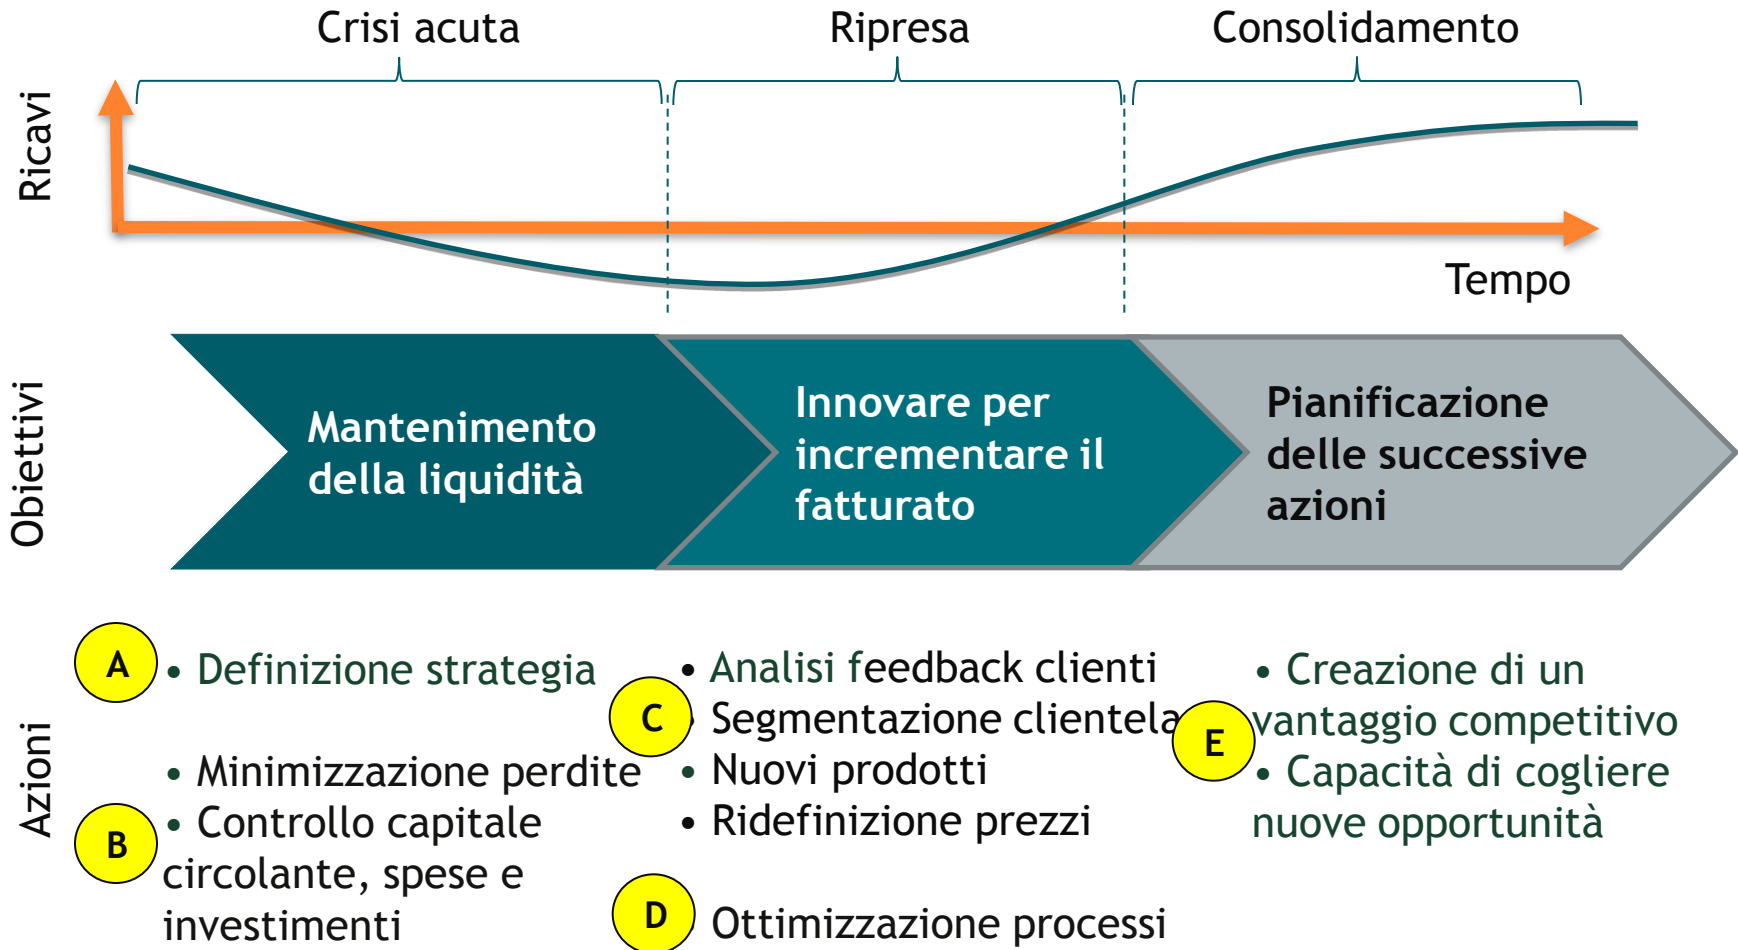 Crisi acuta
Ripresa
Consolidamento
Ricavi
Tempo
Obiettivi
Mantenimento
della liquidità
Innovare per
incrementare il
fatturato
Pianificazione
delle successive
azioni
Azioni
A
• Definizione strategia
B
• Minimizzazione perdite
• Controllo capitale
circolante, spese e
investimenti
C
• Analisi feedback clienti
Segmentazione clientela
• Nuovi prodotti
• Ridefinizione prezzi
D
Ottimizzazione processi
E
• Creazione di un
vantaggio competitivo
• Capacità di cogliere
nuove opportunità